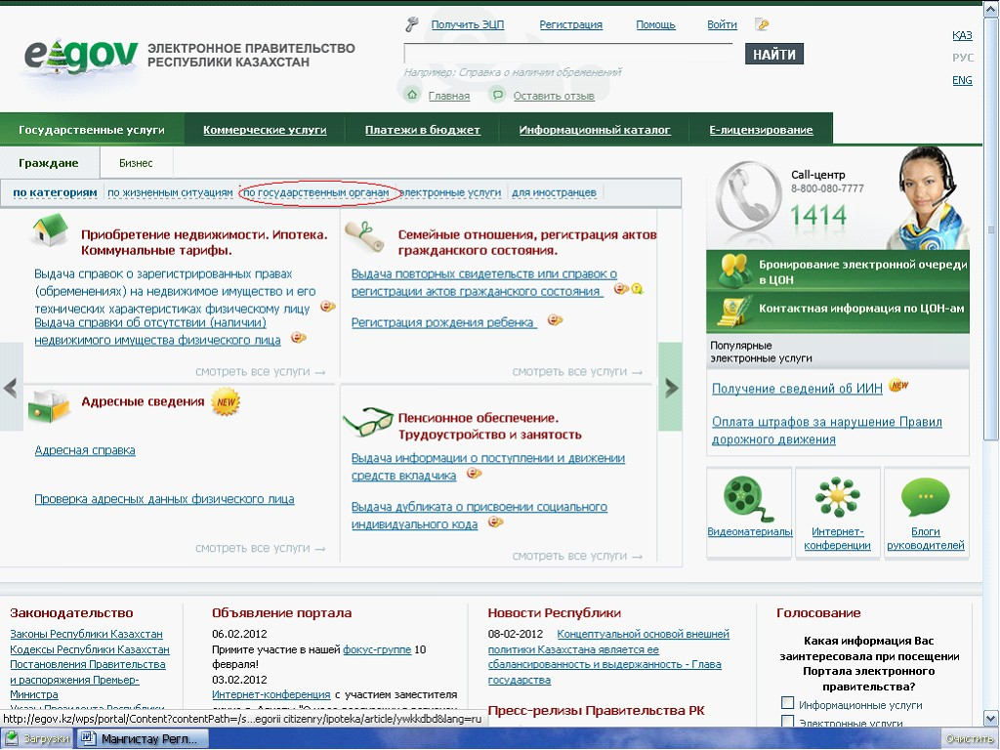 Получить ЭЦП
Регистрация
Помощь
Войти
e gov
ЭЛЕКТРОННОЕ ПРАВИТЕЛЬСТВО
РЕСПУБЛИКИ КАЗАХСТАН
НАЙТИ
Например: Справка о наличии обременений
Главная
Оставить отзыв
ҚАЗ
РУС
ENG
Государственные услуги
Коммерческие услуги
Платежи в бюджет
Информационный каталог
Е-лицензирование
Граждане
Бизнес
по категориям
по жизненным ситуациям
по государственным органам
электронные услуги
для иностранцев
Приобретение недвижимости. Ипотека.
Коммунальные тарифы.
Выдача справок о зарегистрированных правах
(обременениях) на недвижимое имущество и его
технических характеристиках физическому лицу
Выдача справки об отсутствии (наличии)
недвижимого имущества физического лица
смотреть все услуги →
Семейные отношения, регистрация актов
гражданского состояния.
Выдача повторных свидетельств или справок о
регистрации актов гражданского состояния
Регистрация рождения ребенка
смотреть все услуги →
Адресные сведения
NEW
Адресная справка
Проверка адресных данных физического лица
смотреть все услуги →
Пенсионное обеспечение.
Трудоустройство и занятость
Выдача информации о поступлении и движении
средств вкладчика
Выдача дубликата о присвоении социального
индивидуального кода
смотреть все услуги →
Call-центр
8-800-080-7777
1414
Бронирование электронной очереди
в ЦОН
Контактная информация по ЦОН-ам
Популярные
электронные услуги
Получение сведений об ИИН
NEW
Оплата штрафов за нарушение Правил
дорожного движения
Видеоматериалы
Интернет-
конференции
Блоги
руководителей
Законодательство
Законы Республики Казахстан
Кодексы Республики Казахстан
Постановления Правительства
и распоряжения Премьер-
Министра
Указы Президента Республики
Объявление портала
06.02.2012
Примите участие в нашей фокус-группе 10
февраля!
03.02.2012
Интернет-конференция с участием заместителя
Новости Республики
08-02-2012 Концептуальной основой внешней
политики Казахстана является ее
сбалансированность и выдержанность - Глава
государства
Пресс-релизы Правительства РК
Голосование
Какая информация Вас
заинтересовала при посещении
Портала электронного
правительства?
Информационные услуги
Электронные услуги
http://egov.kz/wps/portal/Content?contentPath=/s...egorii citizenry/ipoteka/article/ywkkdbd&lang=ru
Загрузки
Мангистау Регл...
Очистить